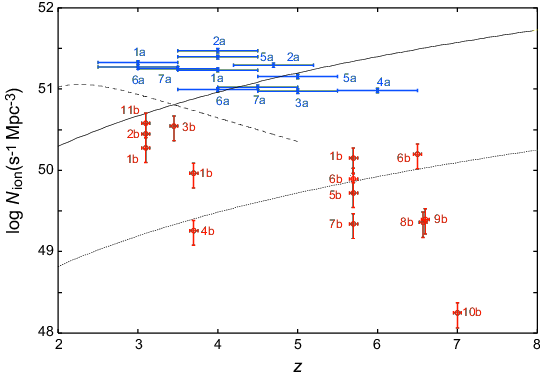 52
51
50
49
48
log Nion(s-1 Mpc-3)
2a
1a
5a 2a
6a 7a 1a
5a
4a
6a 7a 3a
11b
2b
3b
1b
1b
4b
1b
6b
6b
5b
7b
8b 9b
10b
2 3 4 5 6 7 8
z